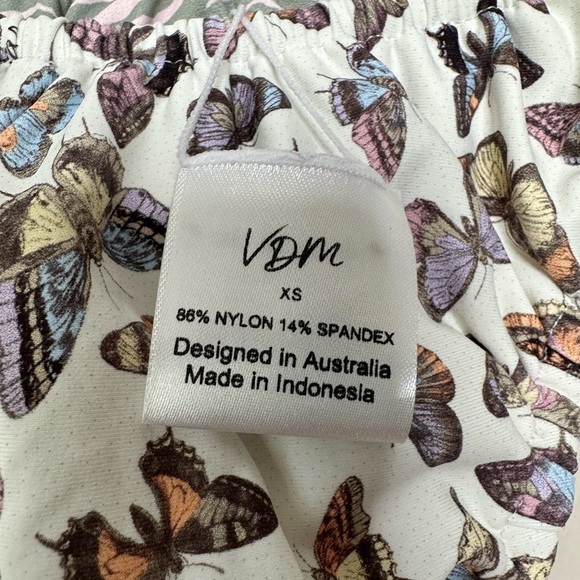 VDM
XS
86% NYLON 14% SPANDEX
Designed in Australia
Made in Indonesia